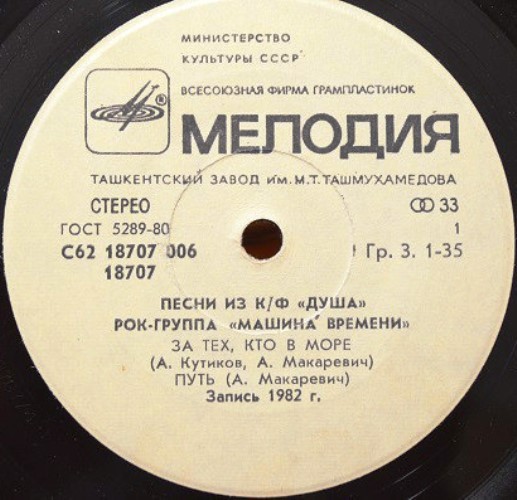 МИНИСТЕРСТВО
КУЛЬТУРЫ СССР
ВСЕСОЮЗНАЯ ФИРМА ГРАМПЛАСТИНОК
®
МЕЛОДИЯ
ТАШКЕНТСКИЙ ЗАВОД им. М.Т. ТАШМУХАМЕДОВА
СТЕРЕО 33
ГОСТ 5289-80 1
С62 18707 006 Гр. 3. 1-35
18707
ПЕСНИ ИЗ К/Ф «ДУША»
РОК-ГРУППА «МАШИНА ВРЕМЕНИ»
ЗА ТЕХ, КТО В МОРЕ
(А. Кутиков, А. Макаревич)
ПУТЬ (А. Макаревич)
Запись 1982 г.